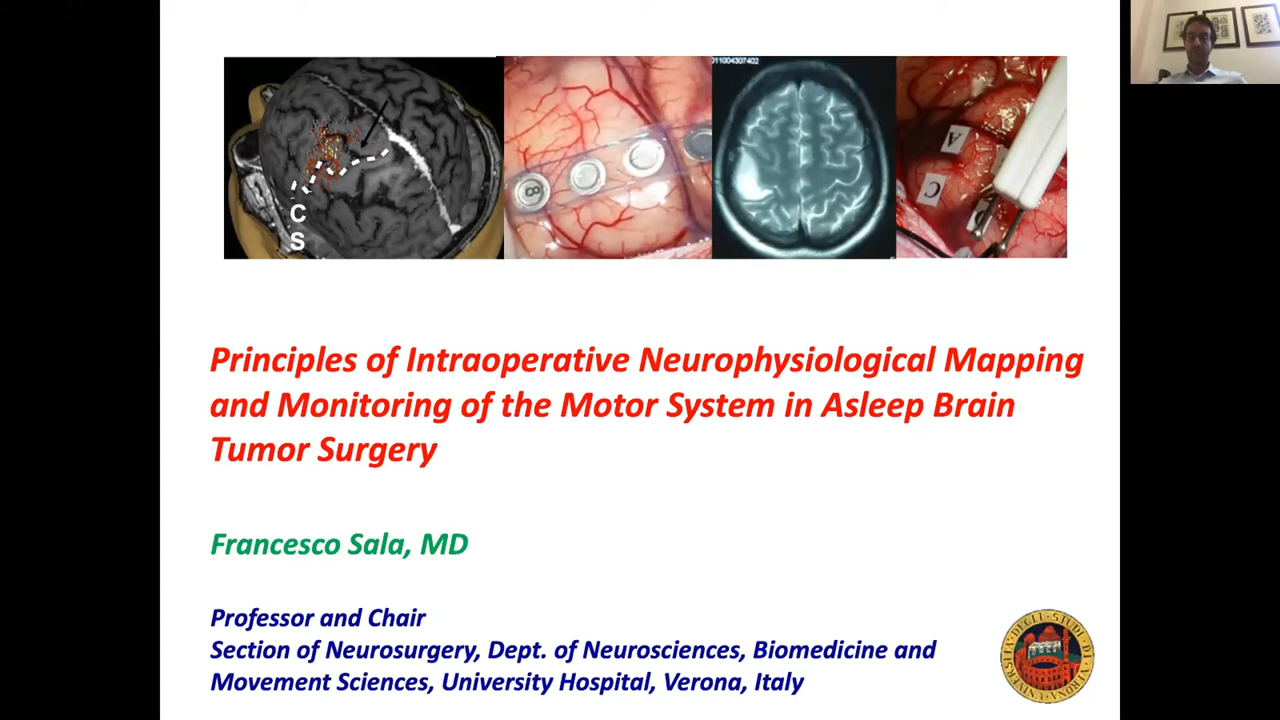 011004307402
C
S
8
A
C
Principles of Intraoperative Neurophysiological Mapping
and Monitoring of the Motor System in Asleep Brain
Tumor Surgery
Francesco Sala, MD
Professor and Chair
Section of Neurosurgery, Dept. of Neurosciences, Biomedicine and
Movement Sciences, University Hospital, Verona, Italy